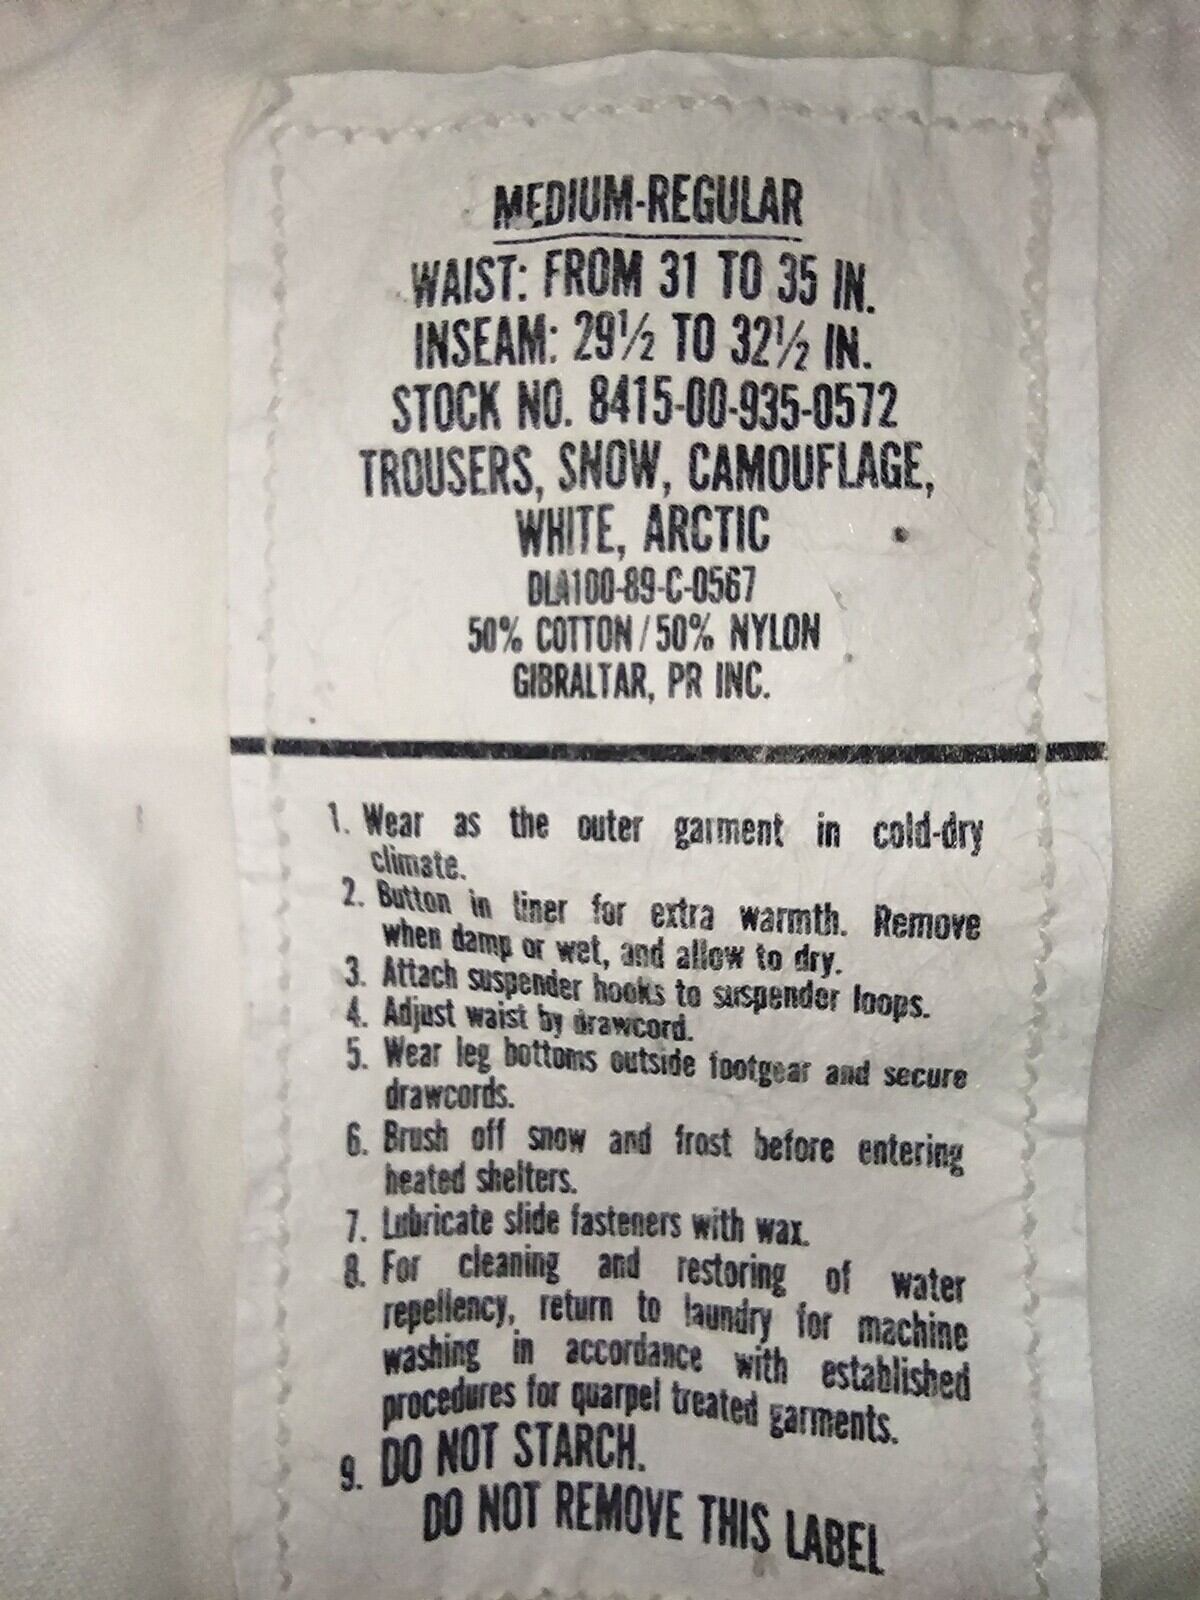 MEDIUM-REGULAR
WAIST: FROM 31 TO 35 IN.
INSEAM: 29½ TO 32½ IN.
STOCK NO. 8415-00-935-0572
TROUSERS, SNOW, CAMOUFLAGE,
WHITE, ARCTIC
DLA100-89-C-0567
50% COTTON / 50% NYLON
GIBRALTAR, PR INC.
1. Wear as the outer garment in cold-dry
climate.
2. Button in liner for extra warmth. Remove
when damp or wet, and allow to dry.
3. Attach suspender hooks to suspender loops.
4. Adjust waist by drawcord.
5. Wear leg bottoms outside footgear and secure
drawcords.
6. Brush off snow and frost before entering
heated shelters.
7. Lubricate slide fasteners with wax.
8. For cleaning and restoring of water
repellency, return to laundry for machine
washing in accordance with established
procedures for quarpel treated garments.
9. DO NOT STARCH.
DO NOT REMOVE THIS LABEL